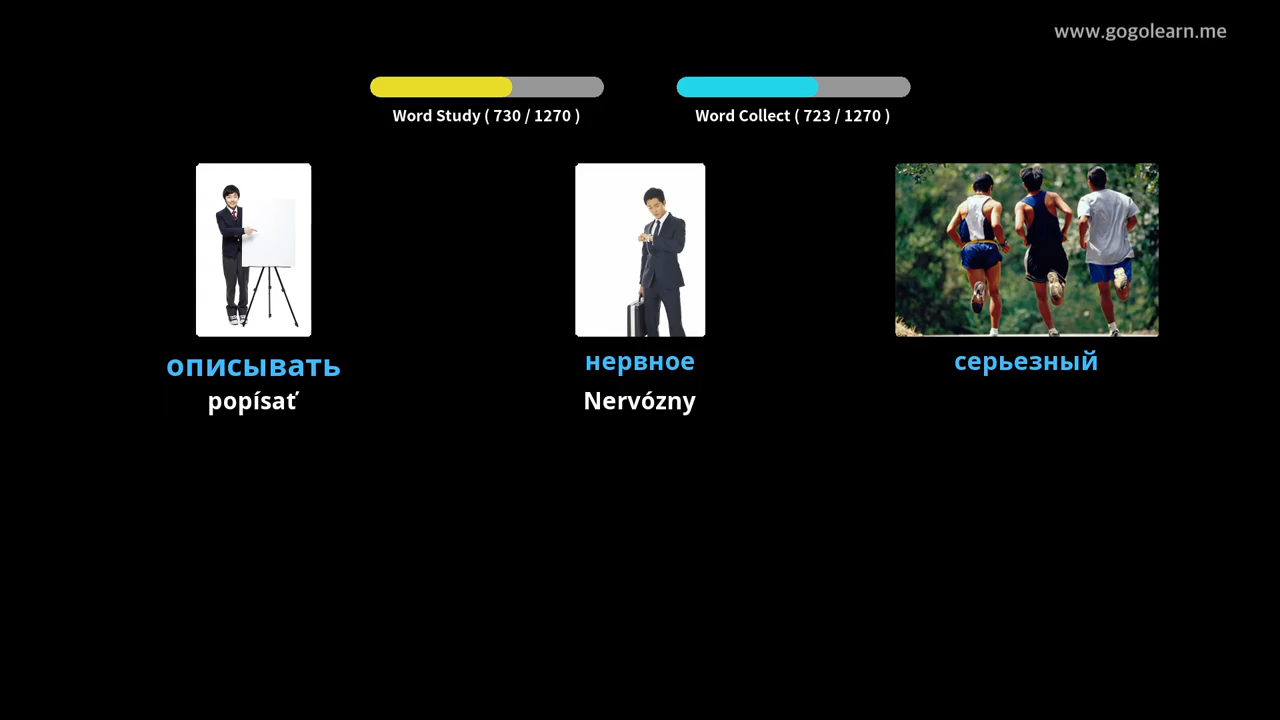 www.gogolearn.me
Word Study ( 730 / 1270 )
Word Collect ( 723 / 1270 )
описывать
popísať
нервное
Nervózny
серьезный